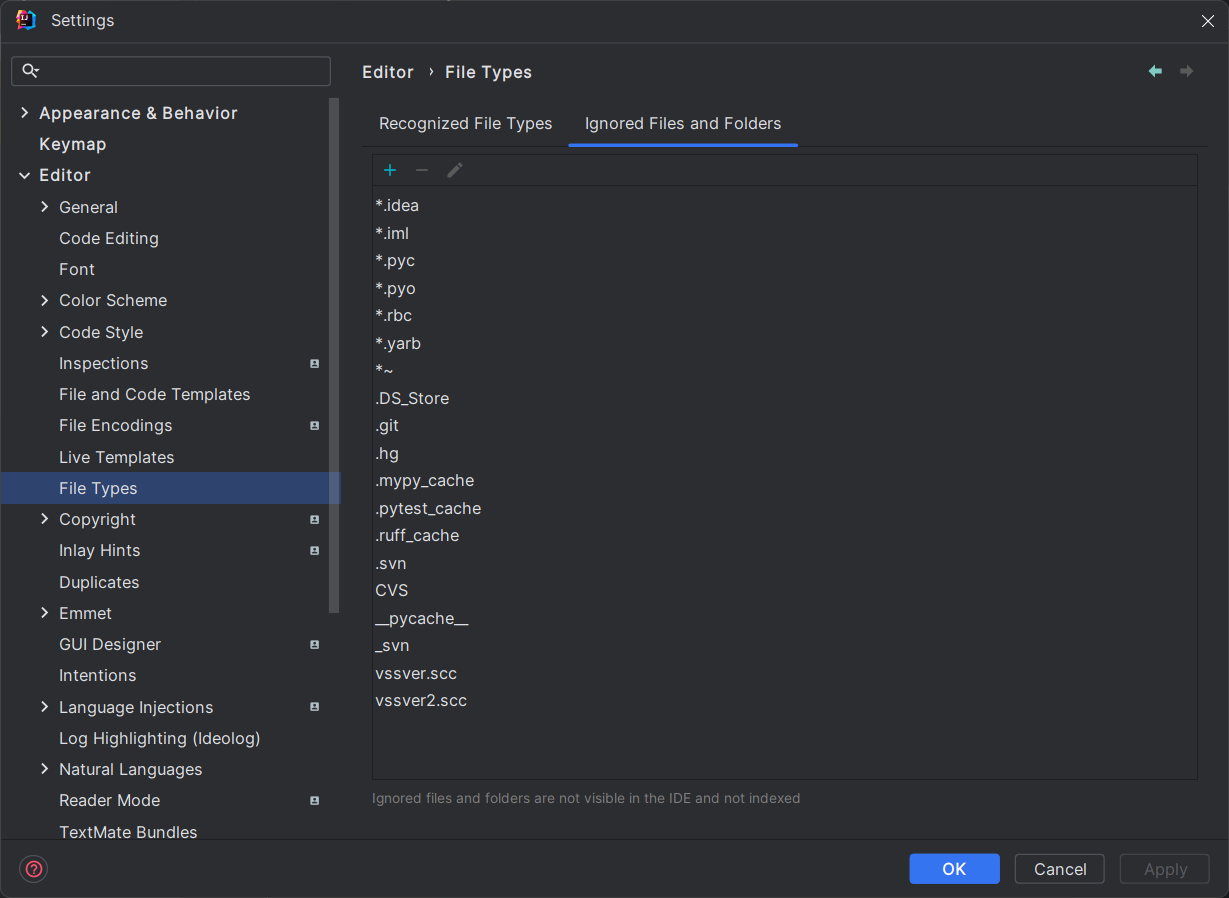 Settings
Editor › File Types
Appearance & Behavior
Keymap
Editor
General
Code Editing
Font
Color Scheme
Code Style
Inspections
File and Code Templates
File Encodings
Live Templates
File Types
Copyright
Inlay Hints
Duplicates
Emmet
GUI Designer
Intentions
Language Injections
Log Highlighting (Ideolog)
Natural Languages
Reader Mode
TextMate Bundles
Recognized File Types
Ignored Files and Folders
*.idea
*.iml
*.pyc
*.pyo
*.rbc
*.yarb
*~
.DS_Store
.git
.hg
.mypy_cache
.pytest_cache
.ruff_cache
.svn
CVS
__pycache__
_svn
vssver.scc
vssver2.scc
Ignored files and folders are not visible in the IDE and not indexed
?
OK
Cancel
Apply